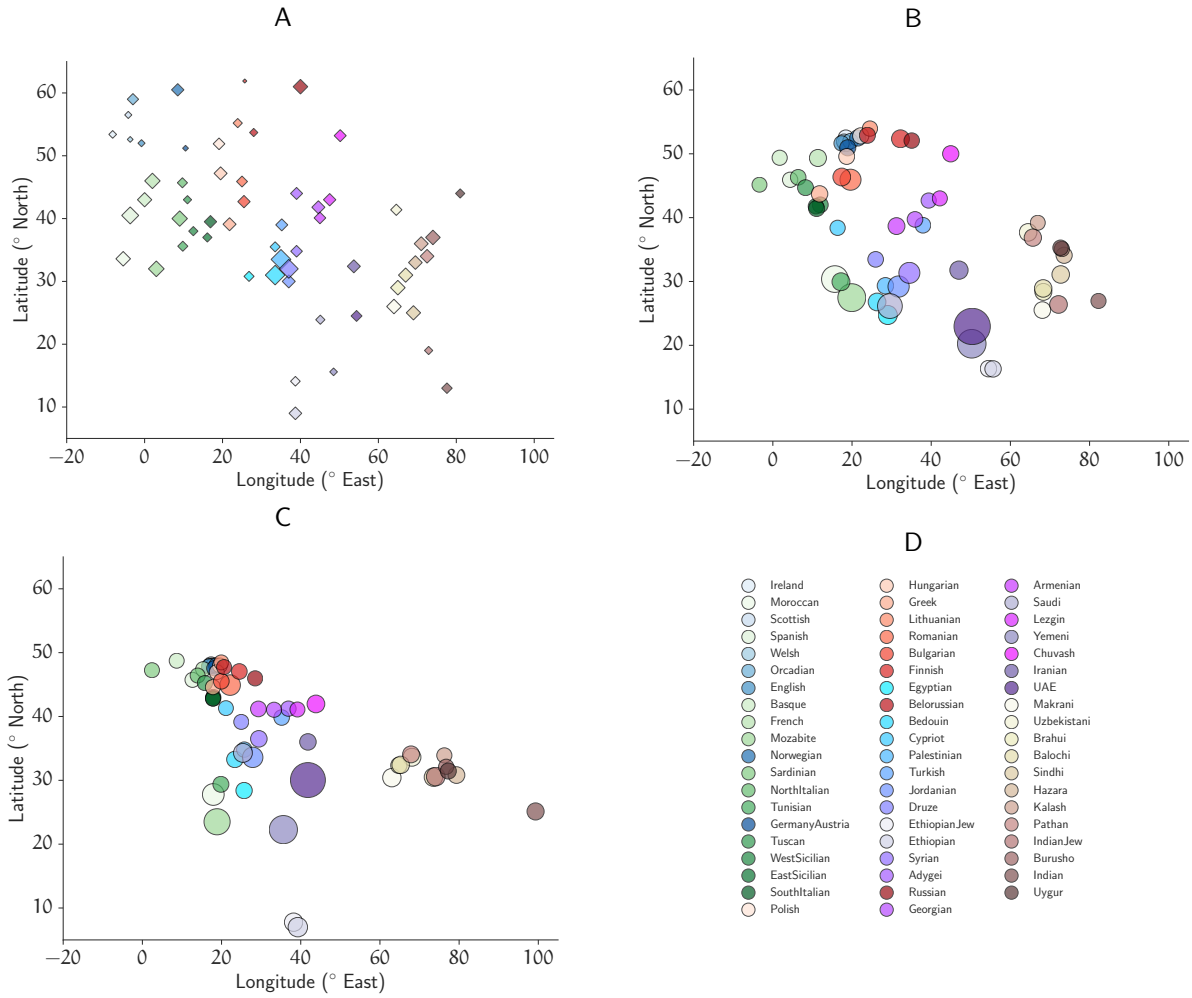 A
60
50
40
30
20
10
−20
0
20
40
60
80
100
Latitude (° North)
Longitude (° East)
B
60
50
40
30
20
10
−20
0
20
40
60
80
100
Latitude (° North)
Longitude (° East)
C
60
50
40
30
20
10
−20
0
20
40
60
80
100
Latitude (° North)
Longitude (° East)
D
Ireland
Moroccan
Scottish
Spanish
Welsh
Orcadian
English
Basque
French
Mozabite
Norwegian
Sardinian
NorthItalian
Tunisian
GermanyAustria
Tuscan
WestSicilian
EastSicilian
SouthItalian
Polish
Hungarian
Greek
Lithuanian
Romanian
Bulgarian
Finnish
Egyptian
Belorussian
Bedouin
Cypriot
Palestinian
Turkish
Jordanian
Druze
EthiopianJew
Ethiopian
Syrian
Adygei
Russian
Georgian
Armenian
Saudi
Lezgin
Yemeni
Chuvash
Iranian
UAE
Makrani
Uzbekistani
Brahui
Balochi
Sindhi
Hazara
Kalash
Pathan
IndianJew
Burusho
Indian
Uygur